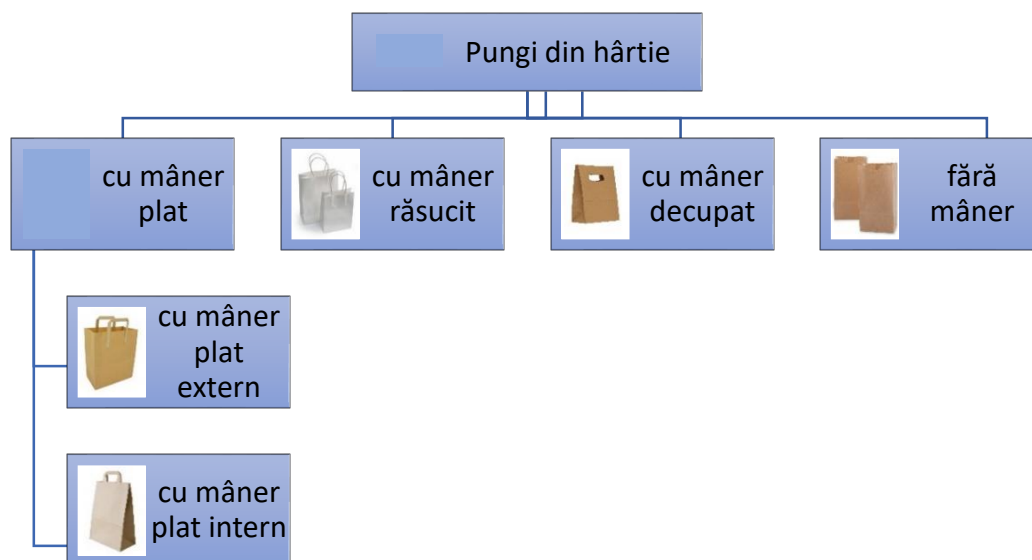 Pungi din hârtie
cu mâner
plat
cu mâner
răsucit
cu mâner
decupat
fără
mâner
cu mâner
plat
extern
cu mâner
plat intern